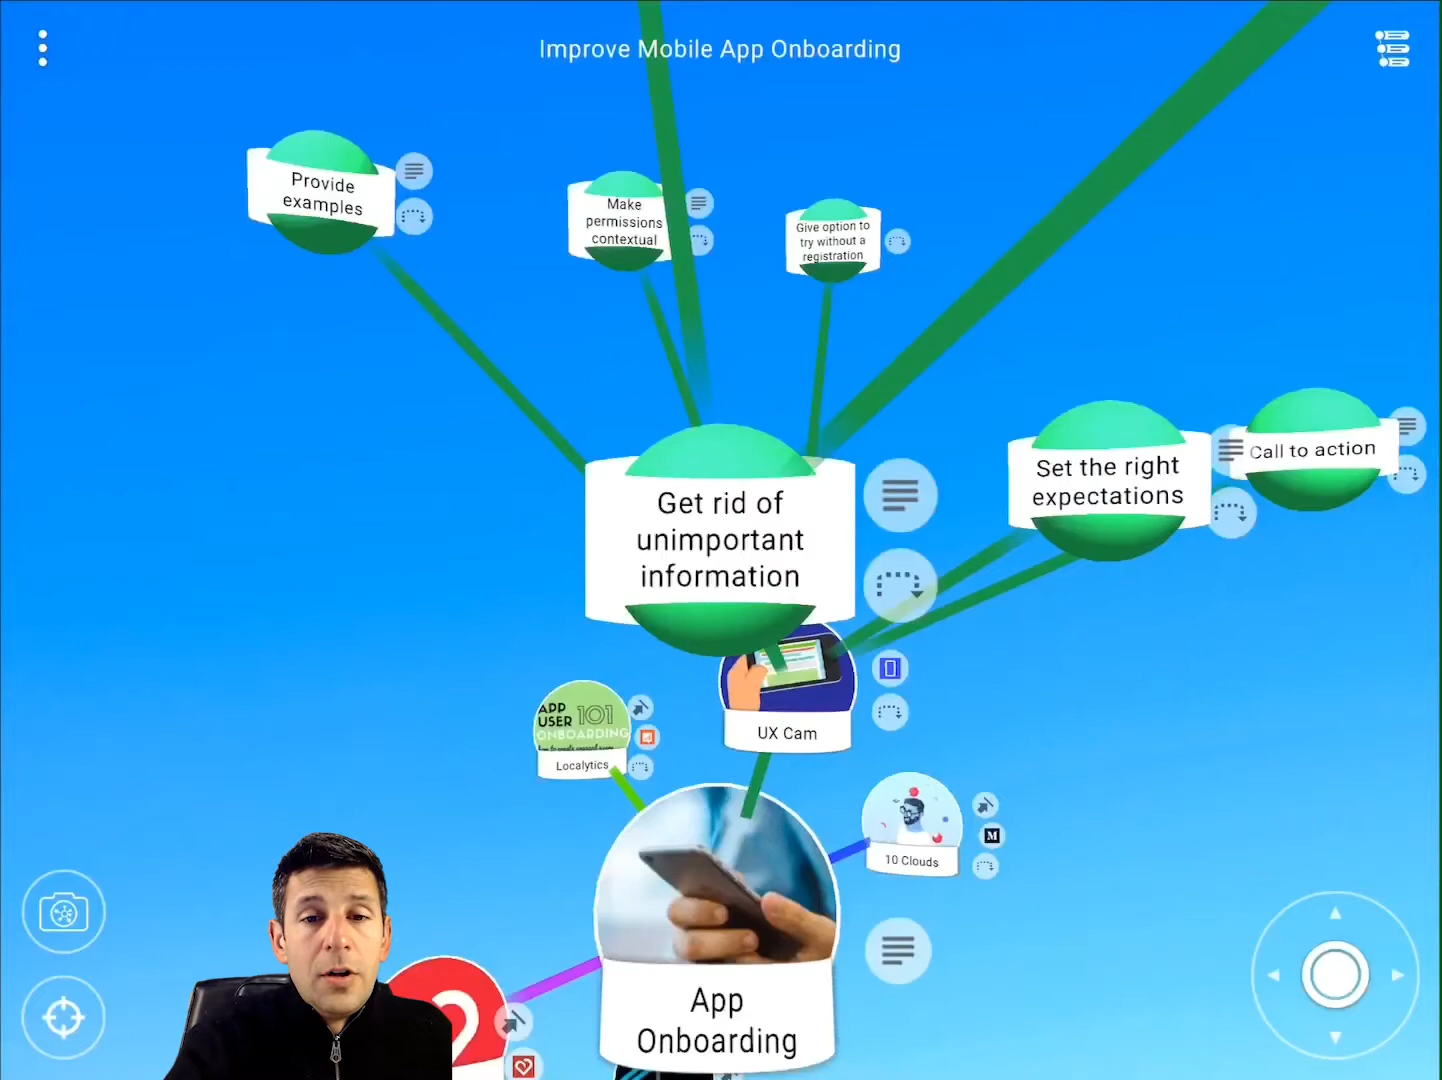 Improve Mobile App Onboarding
Provide
examples
Make
permissions
contextual
Give option to
try without a
registration
Get rid of
unimportant
information
Set the right
expectations
Call to action
APP
USER 101
ONBOARDING
Localytics
UX Cam
10 Clouds
M
App
Onboarding